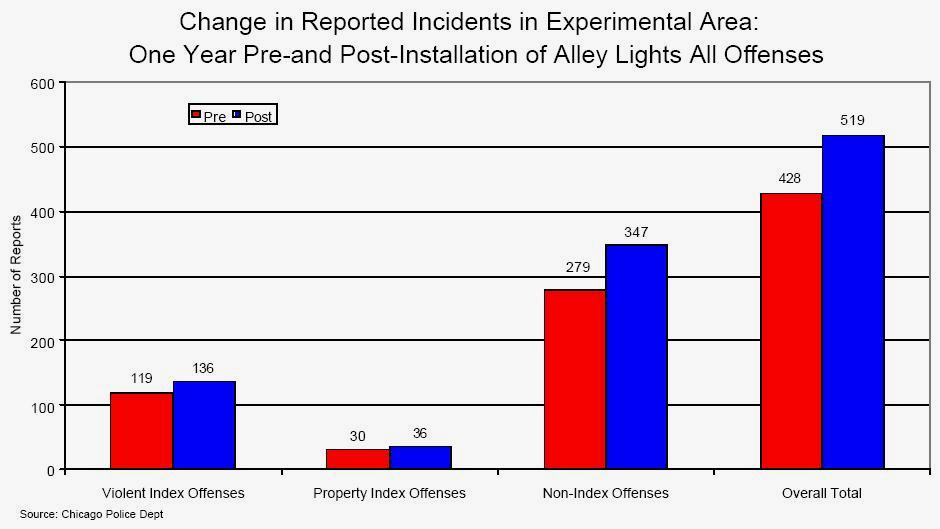 Change in Reported Incidents in Experimental Area:
One Year Pre-and Post-Installation of Alley Lights All Offenses
600
Pre Post
519
500
428
400
347
Number of Reports
279
300
200
119
136
100
30
36
0
Violent Index Offenses
Property Index Offenses
Non-Index Offenses
Overall Total
Source: Chicago Police Dept